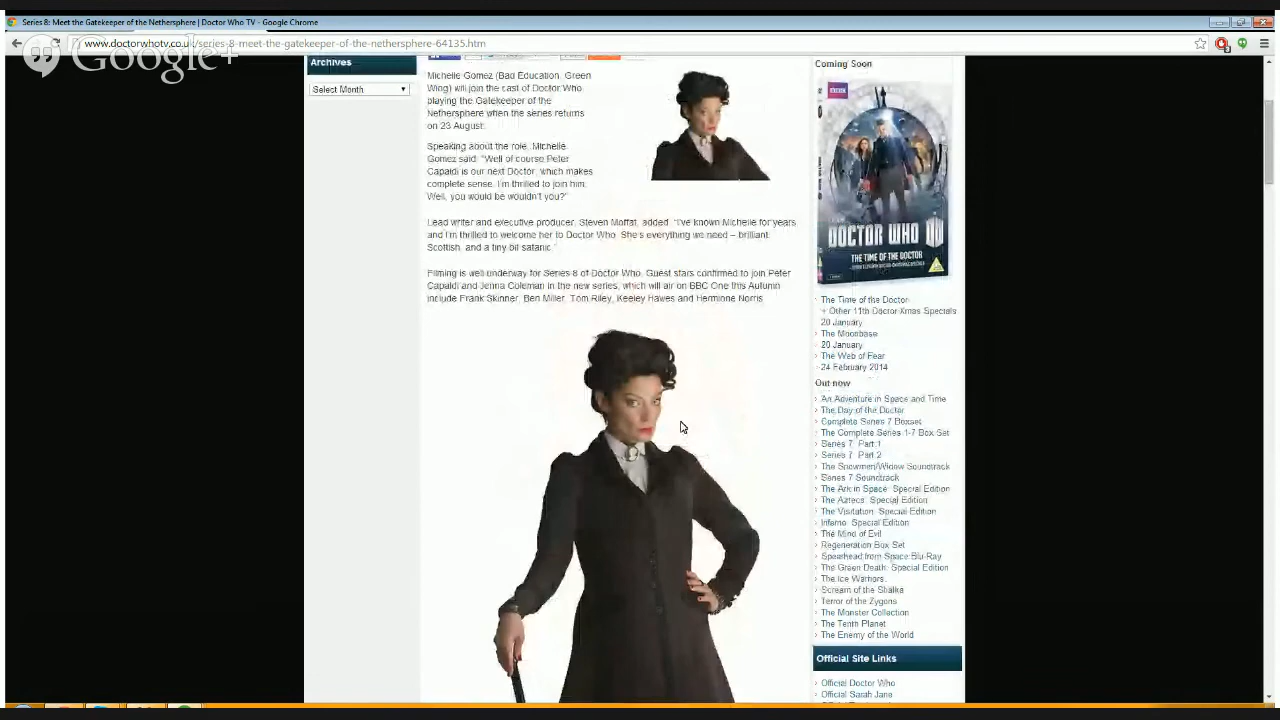 Series 8: Meet the Gatekeeper of the Nethersphere | Doctor Who TV - Google Chrome
www.doctorwhotv.co.uk/series-8-meet-the-gatekeeper-of-the-nethersphere-64135.htm
Google+
Archives
Select Month
Michelle Gomez (Bad Education, Green
Wing) will join the cast of Doctor Who
playing the Gatekeeper of the
Nethersphere when the series returns
on 23 August.
Speaking about the role, Michelle
Gomez said: "Well of course Peter
Capaldi is our next Doctor, which makes
complete sense. I'm thrilled to join him.
Well, you would be wouldn't you?"
Lead writer and executive producer, Steven Moffat, added: "I've known Michelle for years
and I'm thrilled to welcome her to Doctor Who. She's everything we need – brilliant,
Scottish, and a tiny bit satanic."
Filming is well underway for Series 8 of Doctor Who. Guest stars confirmed to join Peter
Capaldi and Jenna Coleman in the new series, which will air on BBC One this Autumn
include Frank Skinner, Ben Miller, Tom Riley, Keeley Hawes and Hermione Norris
Coming Soon
BBC
DOCTOR WHO
THE TIME OF THE DOCTOR
The Time of the Doctor
+ Other 11th Doctor Xmas Specials
20 January
The Moonbase
20 January
The Web of Fear
24 February 2014
Out now
An Adventure in Space and Time
The Day of the Doctor
Complete Series 7 Boxset
The Complete Series 1-7 Box Set
Series 7: Part 1
Series 7: Part 2
The Snowmen/Widow Soundtrack
Series 7 Soundtrack
The Ark in Space: Special Edition
The Aztecs: Special Edition
The Visitation: Special Edition
Inferno: Special Edition
The Mind of Evil
Regeneration Box Set
Spearhead from Space Blu-Ray
The Green Death: Special Edition
The Ice Warriors
Scream of the Shalka
Terror of the Zygons
The Monster Collection
The Tenth Planet
The Enemy of the World
Official Site Links
Official Doctor Who
Official Sarah Jane